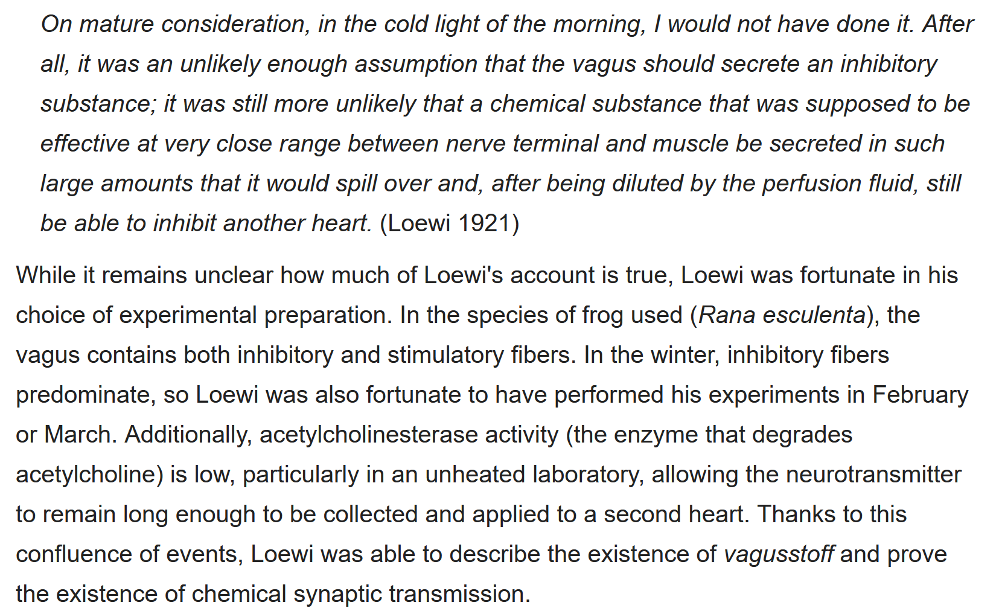 On mature consideration, in the cold light of the morning, I would not have done it. After
all, it was an unlikely enough assumption that the vagus should secrete an inhibitory
substance; it was still more unlikely that a chemical substance that was supposed to be
effective at very close range between nerve terminal and muscle be secreted in such
large amounts that it would spill over and, after being diluted by the perfusion fluid, still
be able to inhibit another heart. (Loewi 1921)
While it remains unclear how much of Loewi's account is true, Loewi was fortunate in his
choice of experimental preparation. In the species of frog used (Rana esculenta), the
vagus contains both inhibitory and stimulatory fibers. In the winter, inhibitory fibers
predominate, so Loewi was also fortunate to have performed his experiments in February
or March. Additionally, acetylcholinesterase activity (the enzyme that degrades
acetylcholine) is low, particularly in an unheated laboratory, allowing the neurotransmitter
to remain long enough to be collected and applied to a second heart. Thanks to this
confluence of events, Loewi was able to describe the existence of vagusstoff and prove
the existence of chemical synaptic transmission.